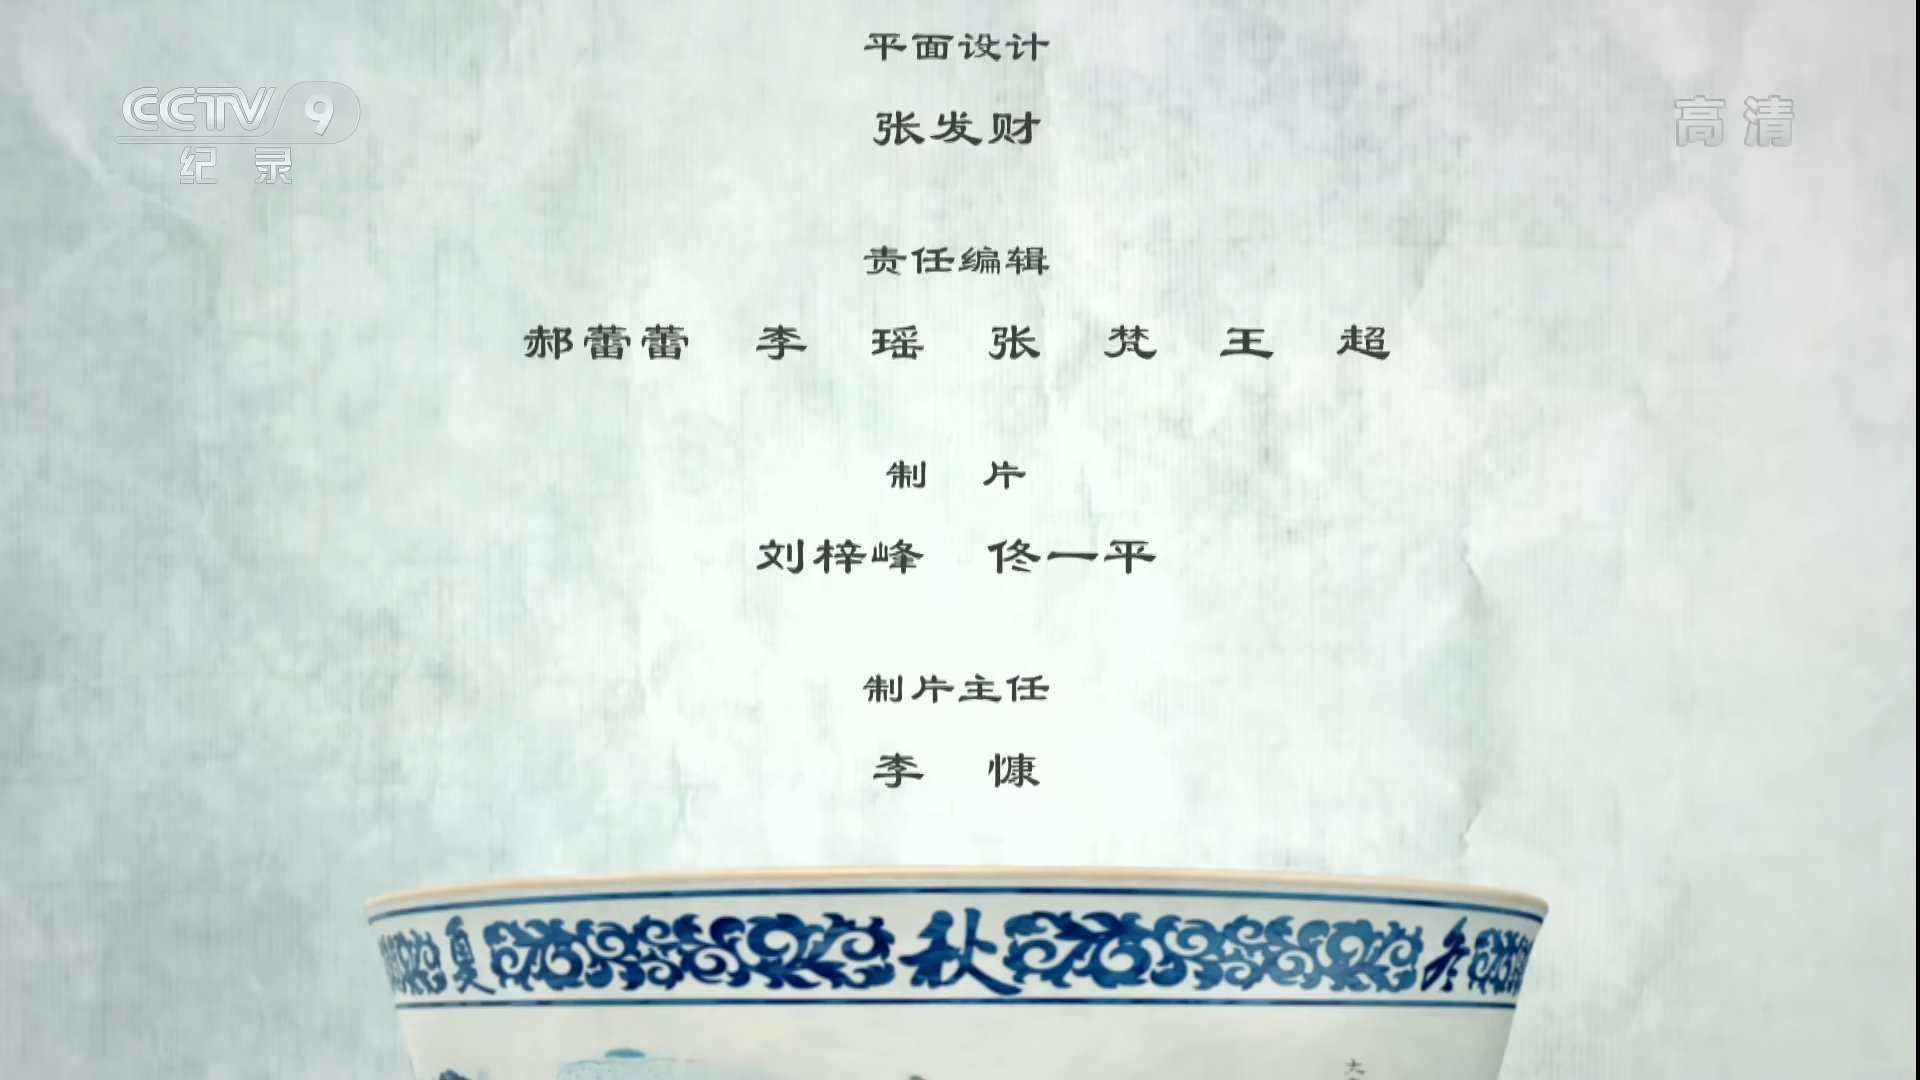 平面设计
CCTV 9
纪 录
高清
张发财
责任编辑
郝蕾蕾 李 瑶 张 梵 王 超
制 片
刘梓峰 佟一平
制片主任
李 慷
夏 秋 冬
大